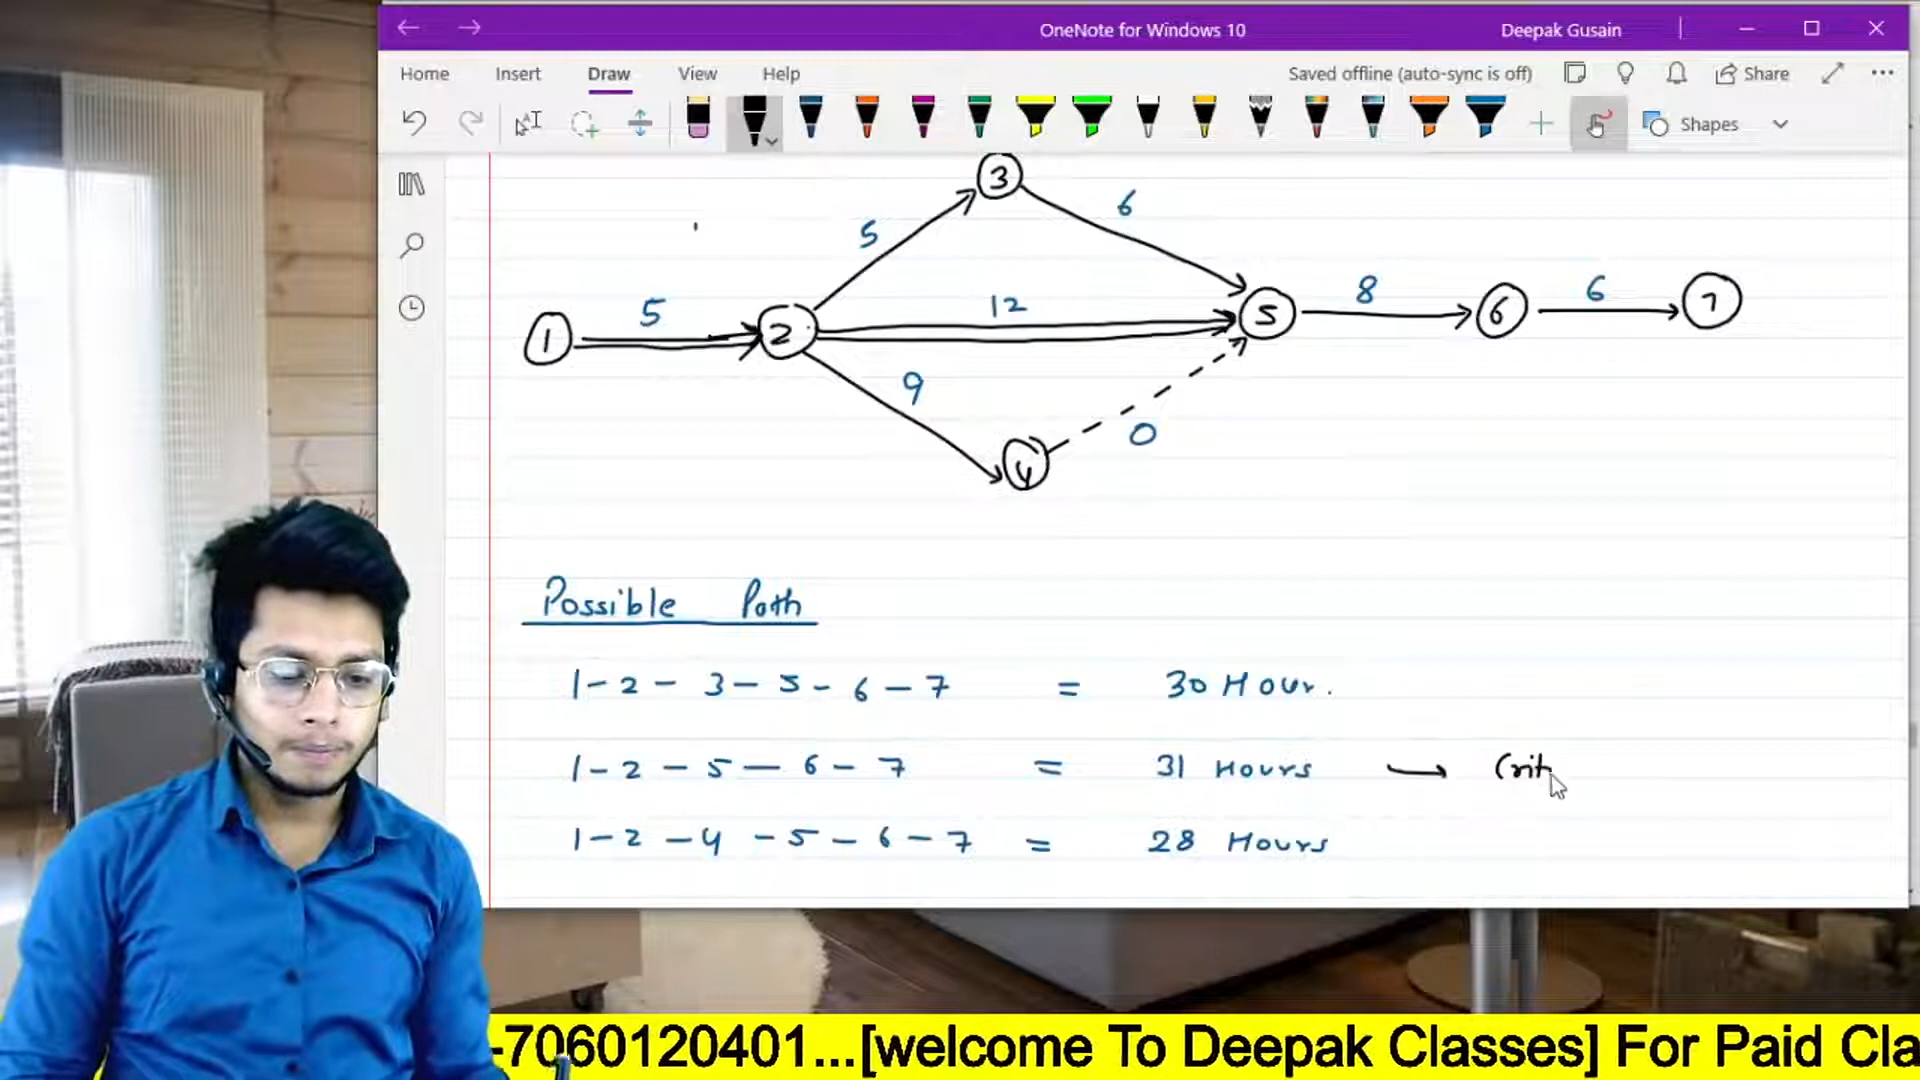 OneNote for Windows 10
Deepak Gusain
Home Insert Draw View Help
Saved offline (auto-sync is off)
Share
Shapes
3
5
6
1
5
2
12
5
8
6
6
7
9
4
0
Possible Path
1-2-3-5-6-7 = 30 Hour.
1-2-5-6-7 = 31 Hours → Crit
1-2-4-5-6-7 = 28 Hours
-7060120401...[welcome To Deepak Classes] For Paid Cla